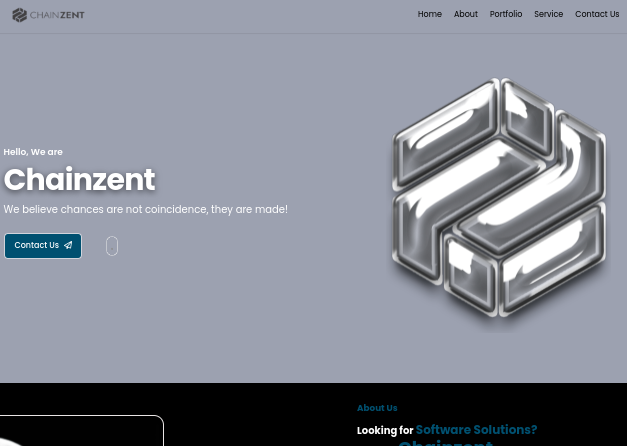 CHAINZENT
Home About Portfolio Service Contact Us
Hello, We are
Chainzent
We believe chances are not coincidence, they are made!
Contact Us
About Us
Looking for Software Solutions?
Chainzent